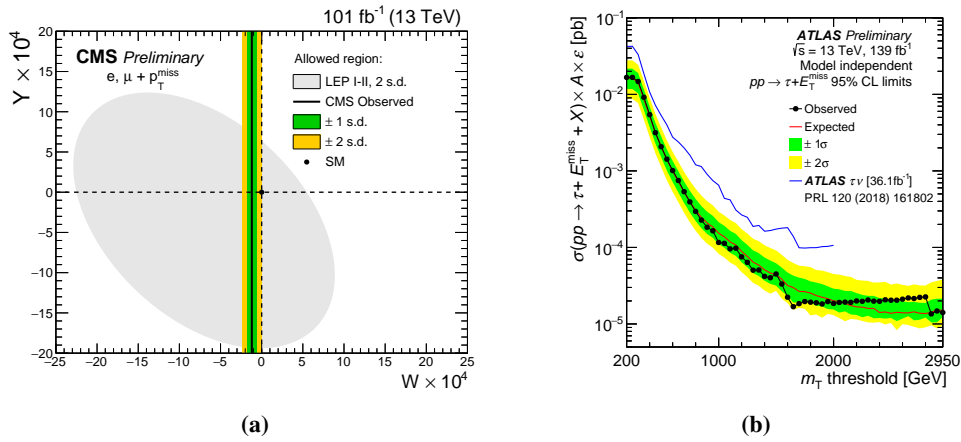 101 fb⁻¹ (13 TeV)
CMS Preliminary
e, μ + p_T^miss
Allowed region:
LEP I-II, 2 s.d.
CMS Observed
± 1 s.d.
± 2 s.d.
SM
Y × 10⁴
20
15
10
5
0
−5
−10
−15
−20
−25 −20 −15 −10 −5 0 5 10 15 20 25
W × 10⁴
(a)
ATLAS Preliminary
√s = 13 TeV, 139 fb⁻¹
Model independent
pp → τ+E_T^miss 95% CL limits
Observed
Expected
± 1σ
± 2σ
ATLAS τν [36.1fb⁻¹]
PRL 120 (2018) 161802
σ(pp → τ+ E_T^miss + X) × A × ε [pb]
10⁻¹
10⁻²
10⁻³
10⁻⁴
10⁻⁵
200 1000 2000 2950
m_T threshold [GeV]
(b)